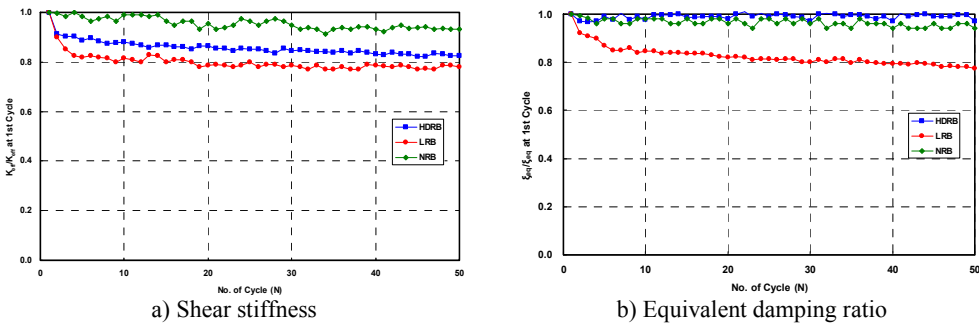 1.0
0.8
0.6
0.4
0.2
0.0
K_eff/K_eff at 1st Cycle
0 10 20 30 40 50
No. of Cycle (N)
HDRB
LRB
NRB
a) Shear stiffness
1.0
0.8
0.6
0.4
0.2
0.0
ξeq/ξeq at 1st Cycle
0 10 20 30 40 50
No. of Cycle (N)
HDRB
LRB
NRB
b) Equivalent damping ratio